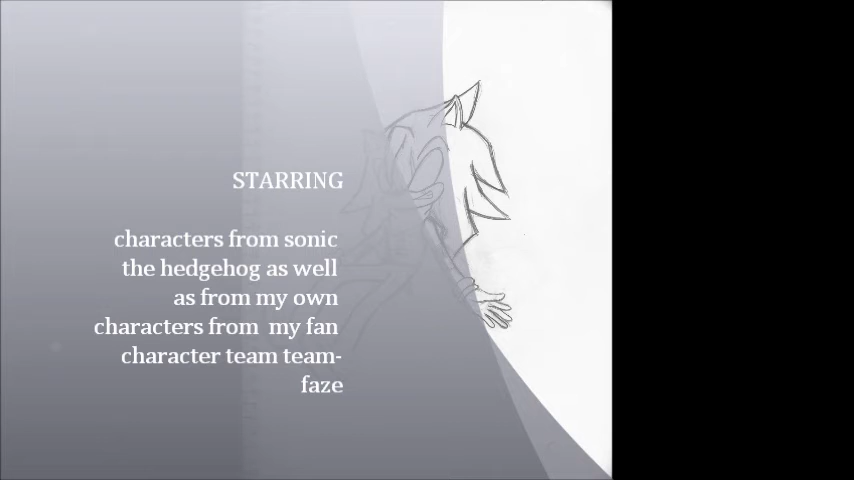 STARRING
characters from sonic
the hedgehog as well
as from my own
characters from my fan
character team team-
faze